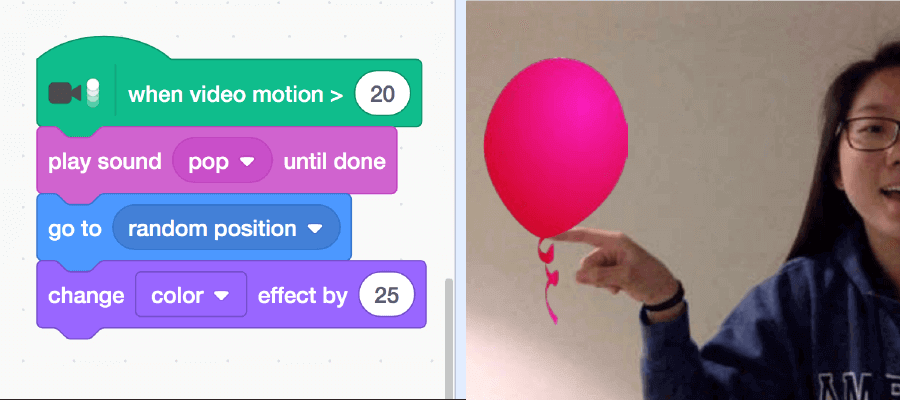 when video motion > 20
play sound pop until done
go to random position
change color effect by 25